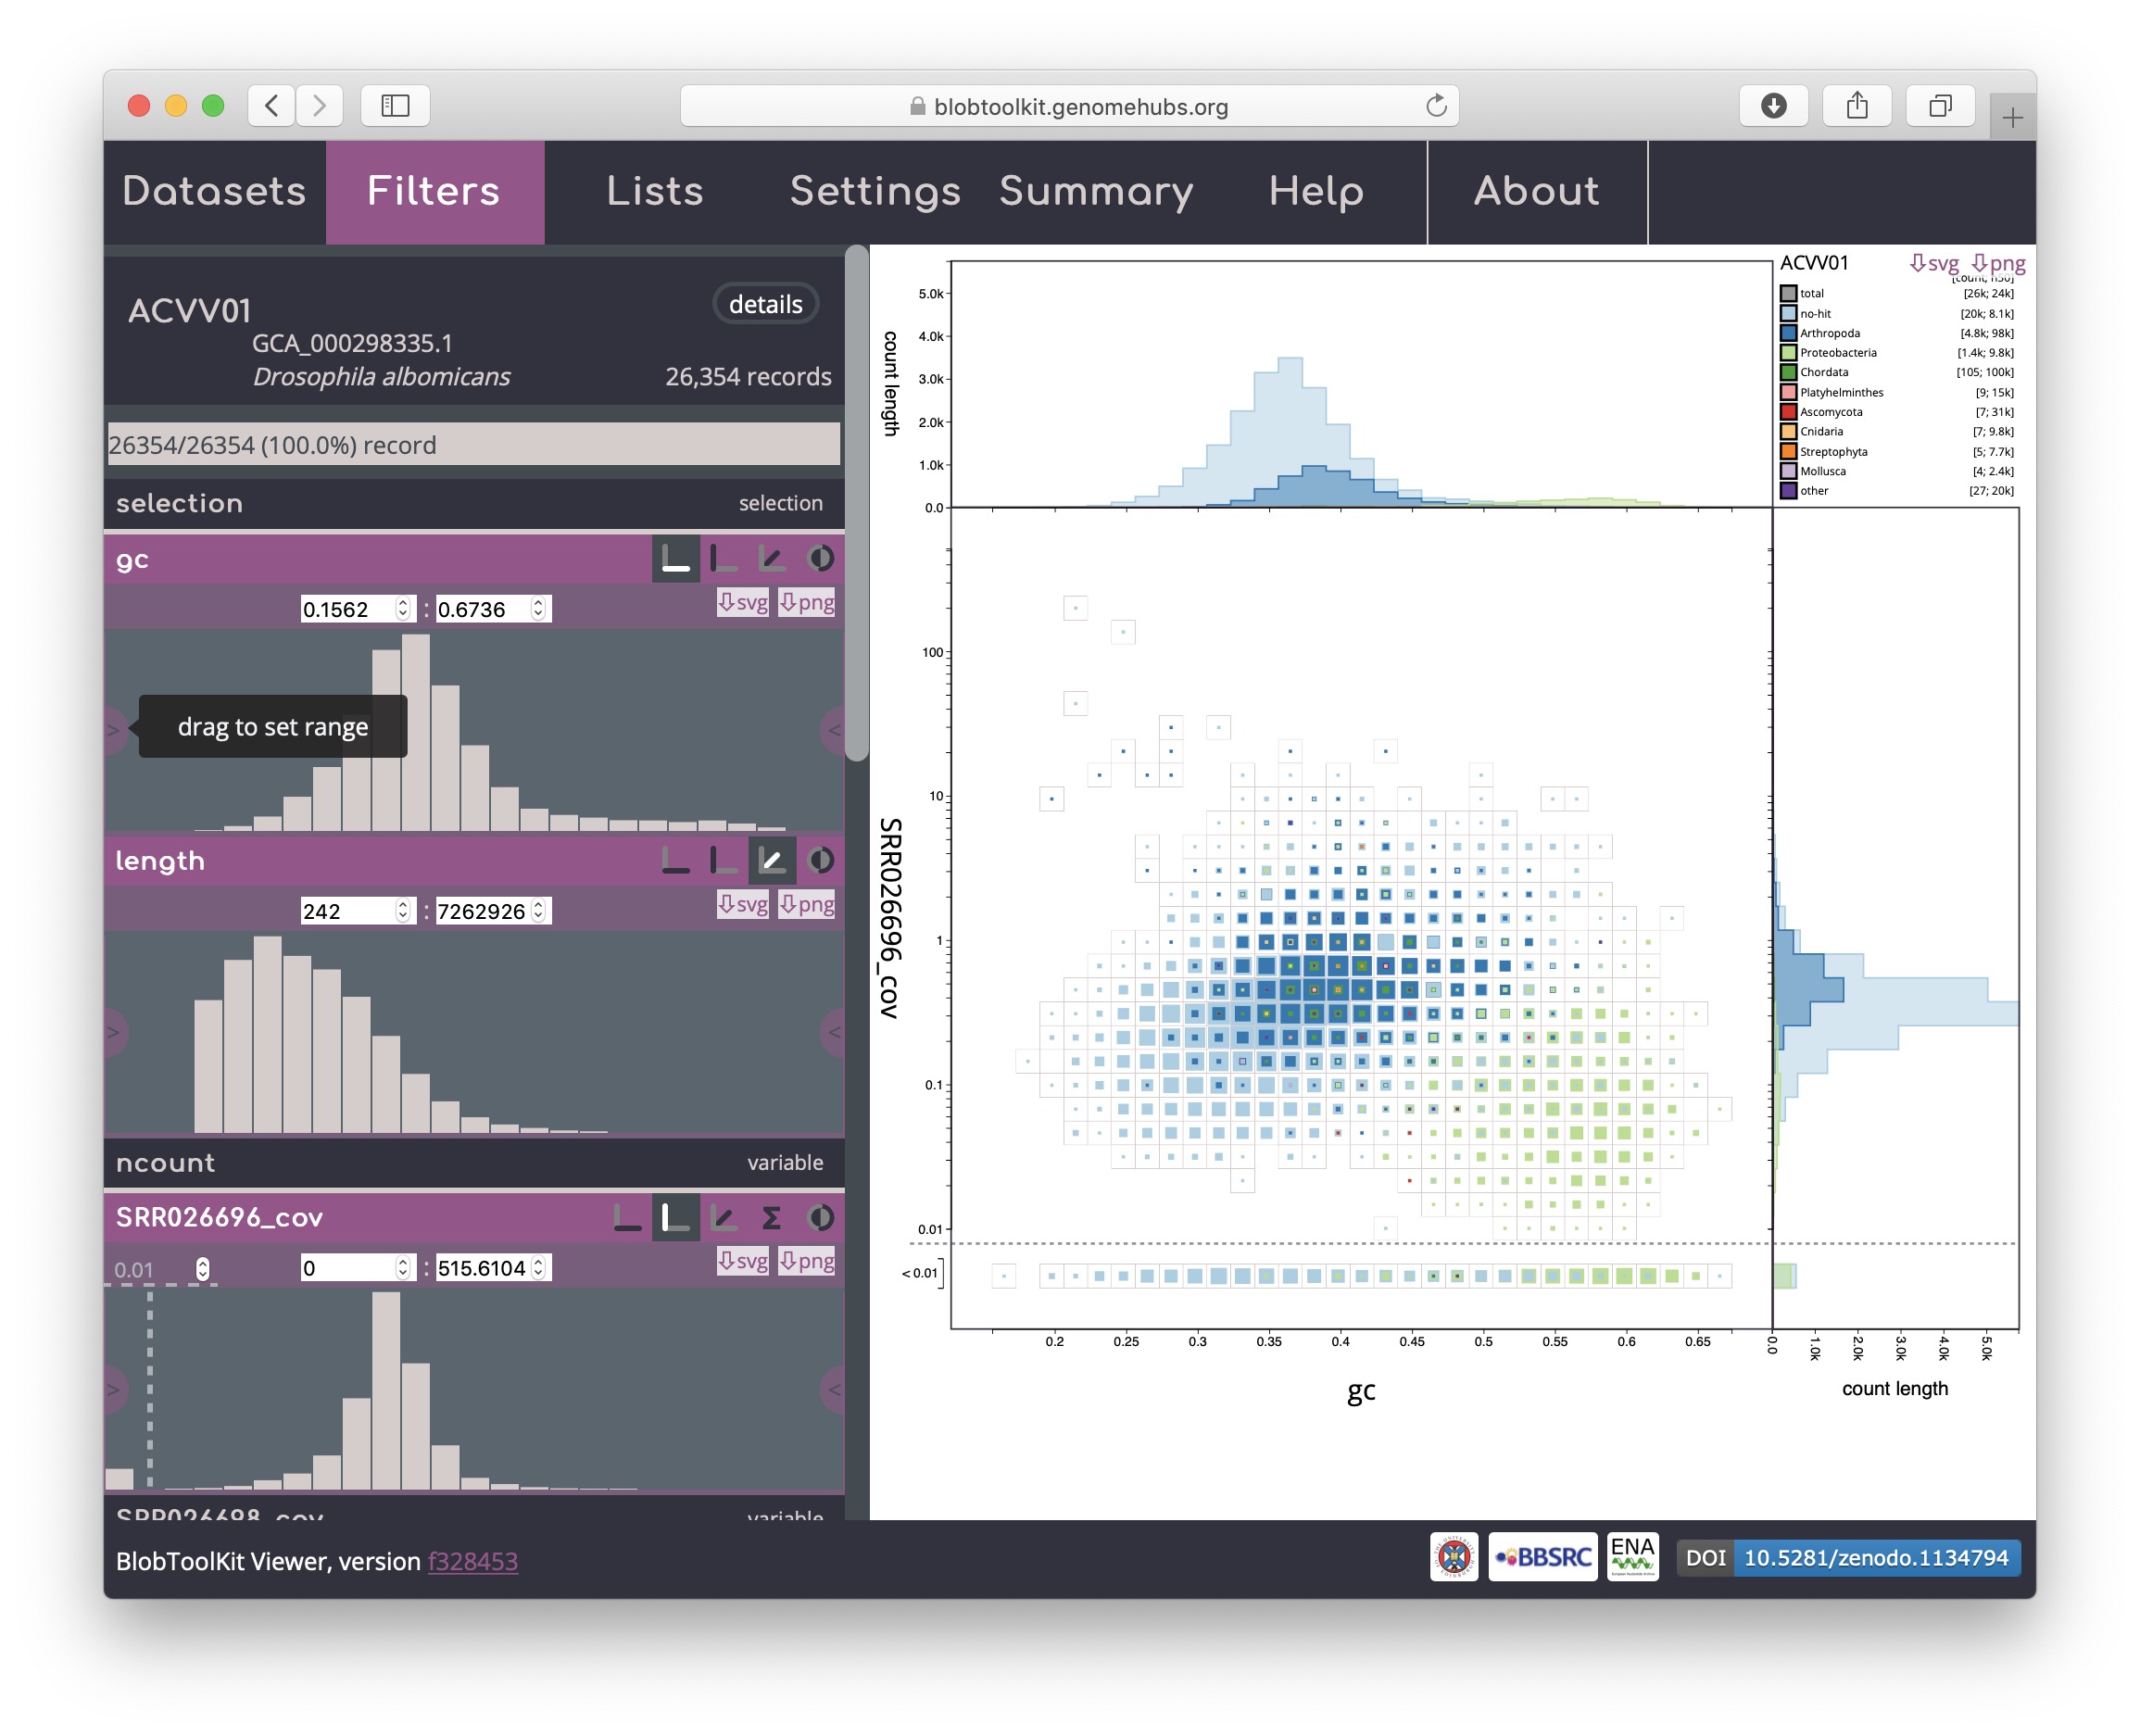 blobtoolkit.genomehubs.org
Datasets Filters Lists Settings Summary Help About
ACVV01 details
GCA_000298335.1
Drosophila albomicans 26,354 records
26354/26354 (100.0%) record
selection selection
gc
0.1562 : 0.6736 svg png
> drag to set range <
length
242 : 7262926 svg png
> <
ncount variable
SRR026696_cov Σ
0.01 0 : 515.6104 svg png
> <
SRR026698_cov variable
ACVV01 svg png
[count; n50]
total [26k; 24k]
no-hit [20k; 8.1k]
Arthropoda [4.8k; 98k]
Proteobacteria [1.4k; 9.8k]
Chordata [105; 100k]
Platyhelminthes [9; 15k]
Ascomycota [7; 31k]
Cnidaria [7; 9.8k]
Streptophyta [5; 7.7k]
Mollusca [4; 2.4k]
other [27; 20k]
count length
5.0k
4.0k
3.0k
2.0k
1.0k
0.0
SRR026696_cov
100
10
1
0.1
0.01
< 0.01
0.2 0.25 0.3 0.35 0.4 0.45 0.5 0.55 0.6 0.65
gc
0.0 1.0k 2.0k 3.0k 4.0k 5.0k
count length
BlobToolKit Viewer, version f328453
BBSRC
ENA
DOI 10.5281/zenodo.1134794